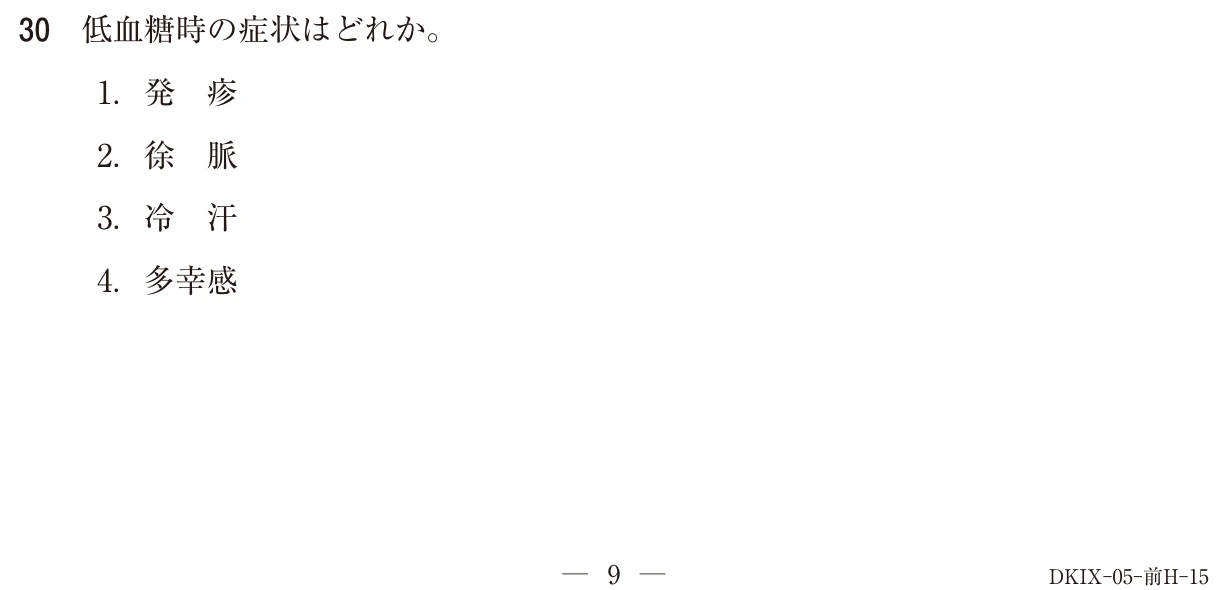 30 低血糖時の症状はどれか。
1. 発 疹
2. 徐 脈
3. 冷 汗
4. 多幸感
— 9 —
DKIX-05-前H-15